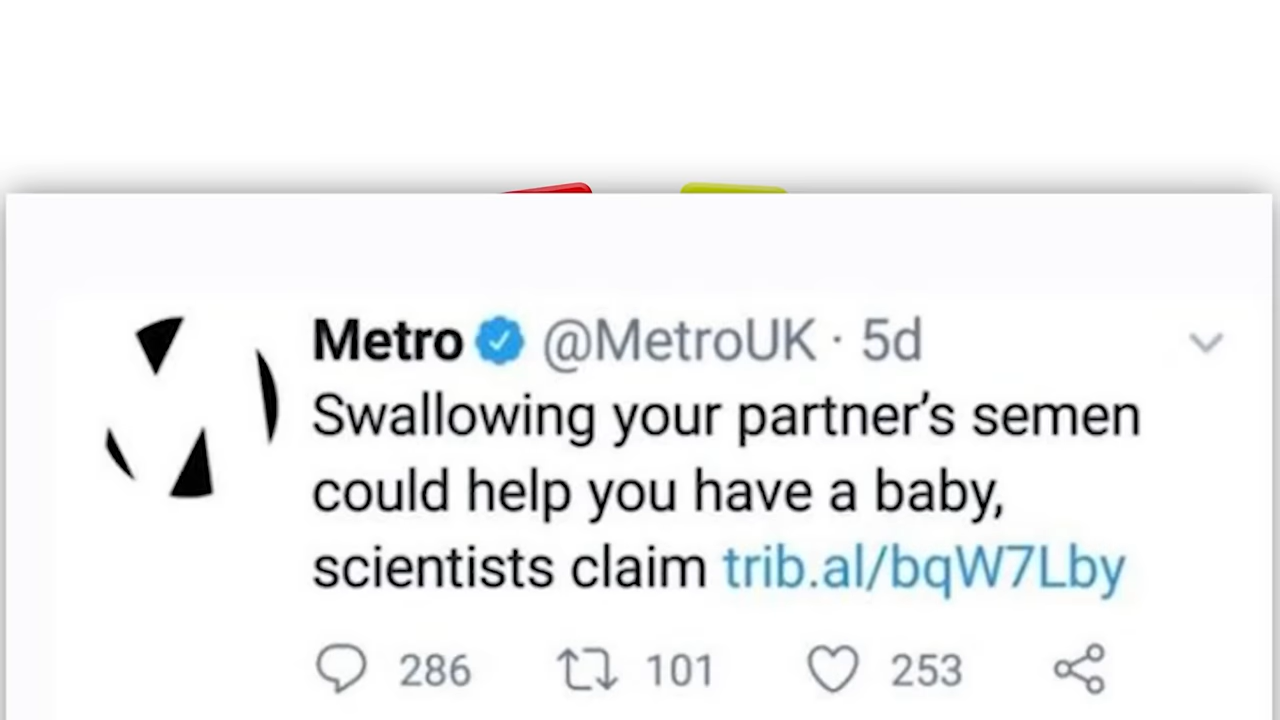 Metro @MetroUK · 5d
Swallowing your partner’s semen
could help you have a baby,
scientists claim trib.al/bqW7Lby
286 101 253